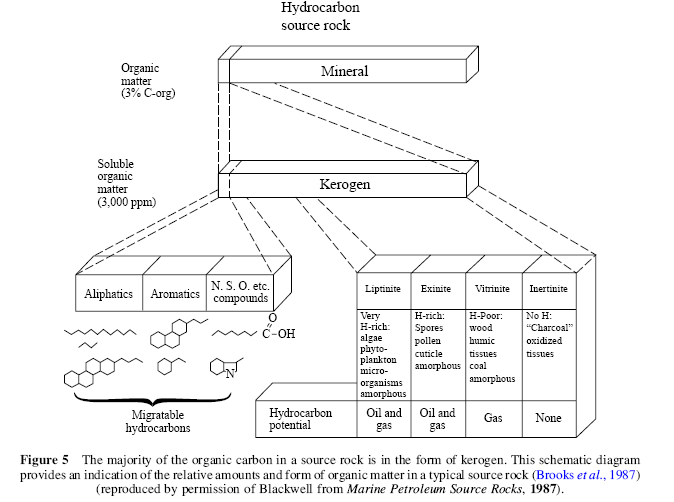 Hydrocarbon
source rock
Organic
matter
(3% C-org)
Mineral
Soluble
organic
matter
(3,000 ppm)
Kerogen
Aliphatics
Aromatics
N. S. O. etc.
compounds
O
C–OH
N
Migratable
hydrocarbons
Liptinite
Exinite
Vitrinite
Inertinite
Very
H-rich:
algae
phyto-
plankton
micro-
organisms
amorphous
H-rich:
Spores
pollen
cuticle
amorphous
H-Poor:
wood
humic
tissues
coal
amorphous
No H:
“Charcoal”
oxidized
tissues
Hydrocarbon
potential
Oil and
gas
Oil and
gas
Gas
None
Figure 5 The majority of the organic carbon in a source rock is in the form of kerogen. This schematic diagram
provides an indication of the relative amounts and form of organic matter in a typical source rock (Brooks et al., 1987)
(reproduced by permission of Blackwell from Marine Petroleum Source Rocks, 1987).